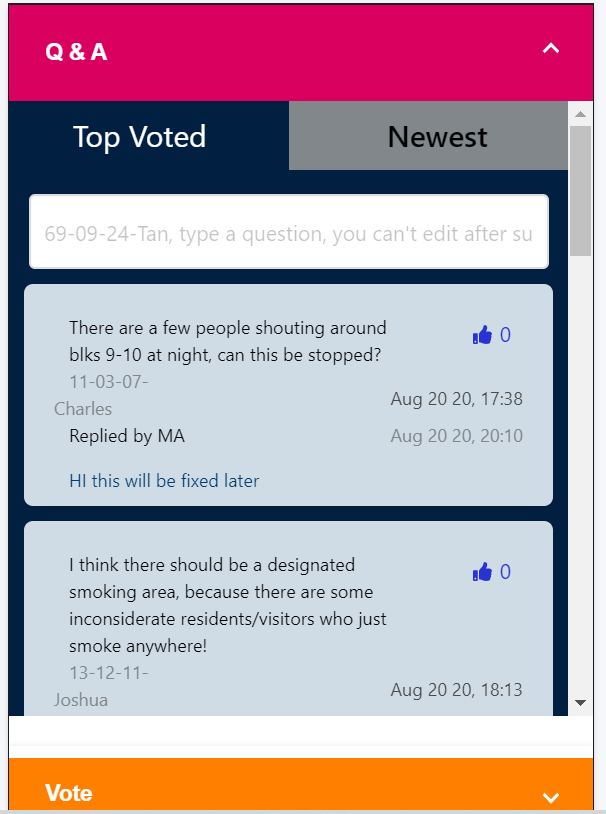 Q & A
Top Voted
Newest
69-09-24-Tan, type a question, you can't edit after su
There are a few people shouting around
blks 9-10 at night, can this be stopped?
0
11-03-07-
Charles
Aug 20 20, 17:38
Replied by MA
Aug 20 20, 20:10
HI this will be fixed later
I think there should be a designated
smoking area, because there are some
inconsiderate residents/visitors who just
smoke anywhere!
0
13-12-11-
Joshua
Aug 20 20, 18:13
Vote